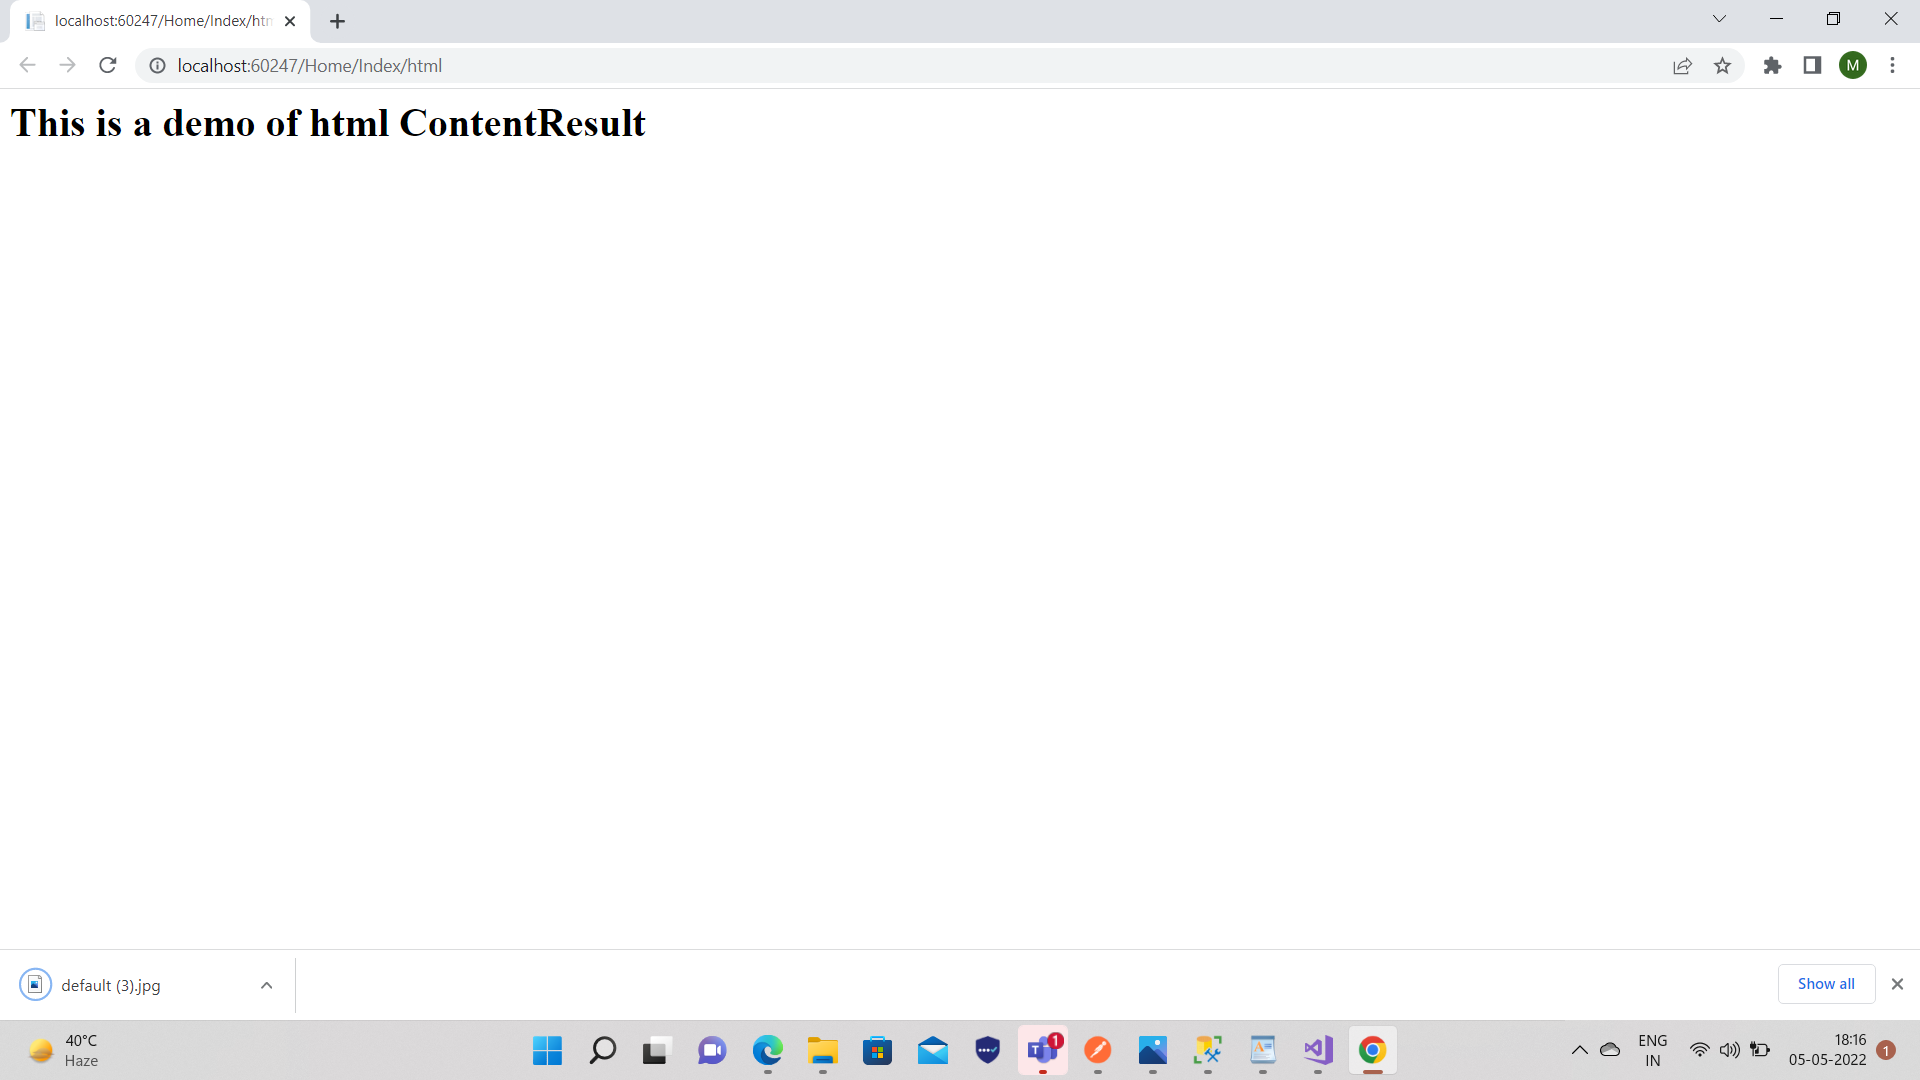 localhost:60247/Home/Index/htm
localhost:60247/Home/Index/html
M
This is a demo of html ContentResult
default (3).jpg
Show all
40°C
Haze
T
1
ENG
IN
18:16
05-05-2022
1